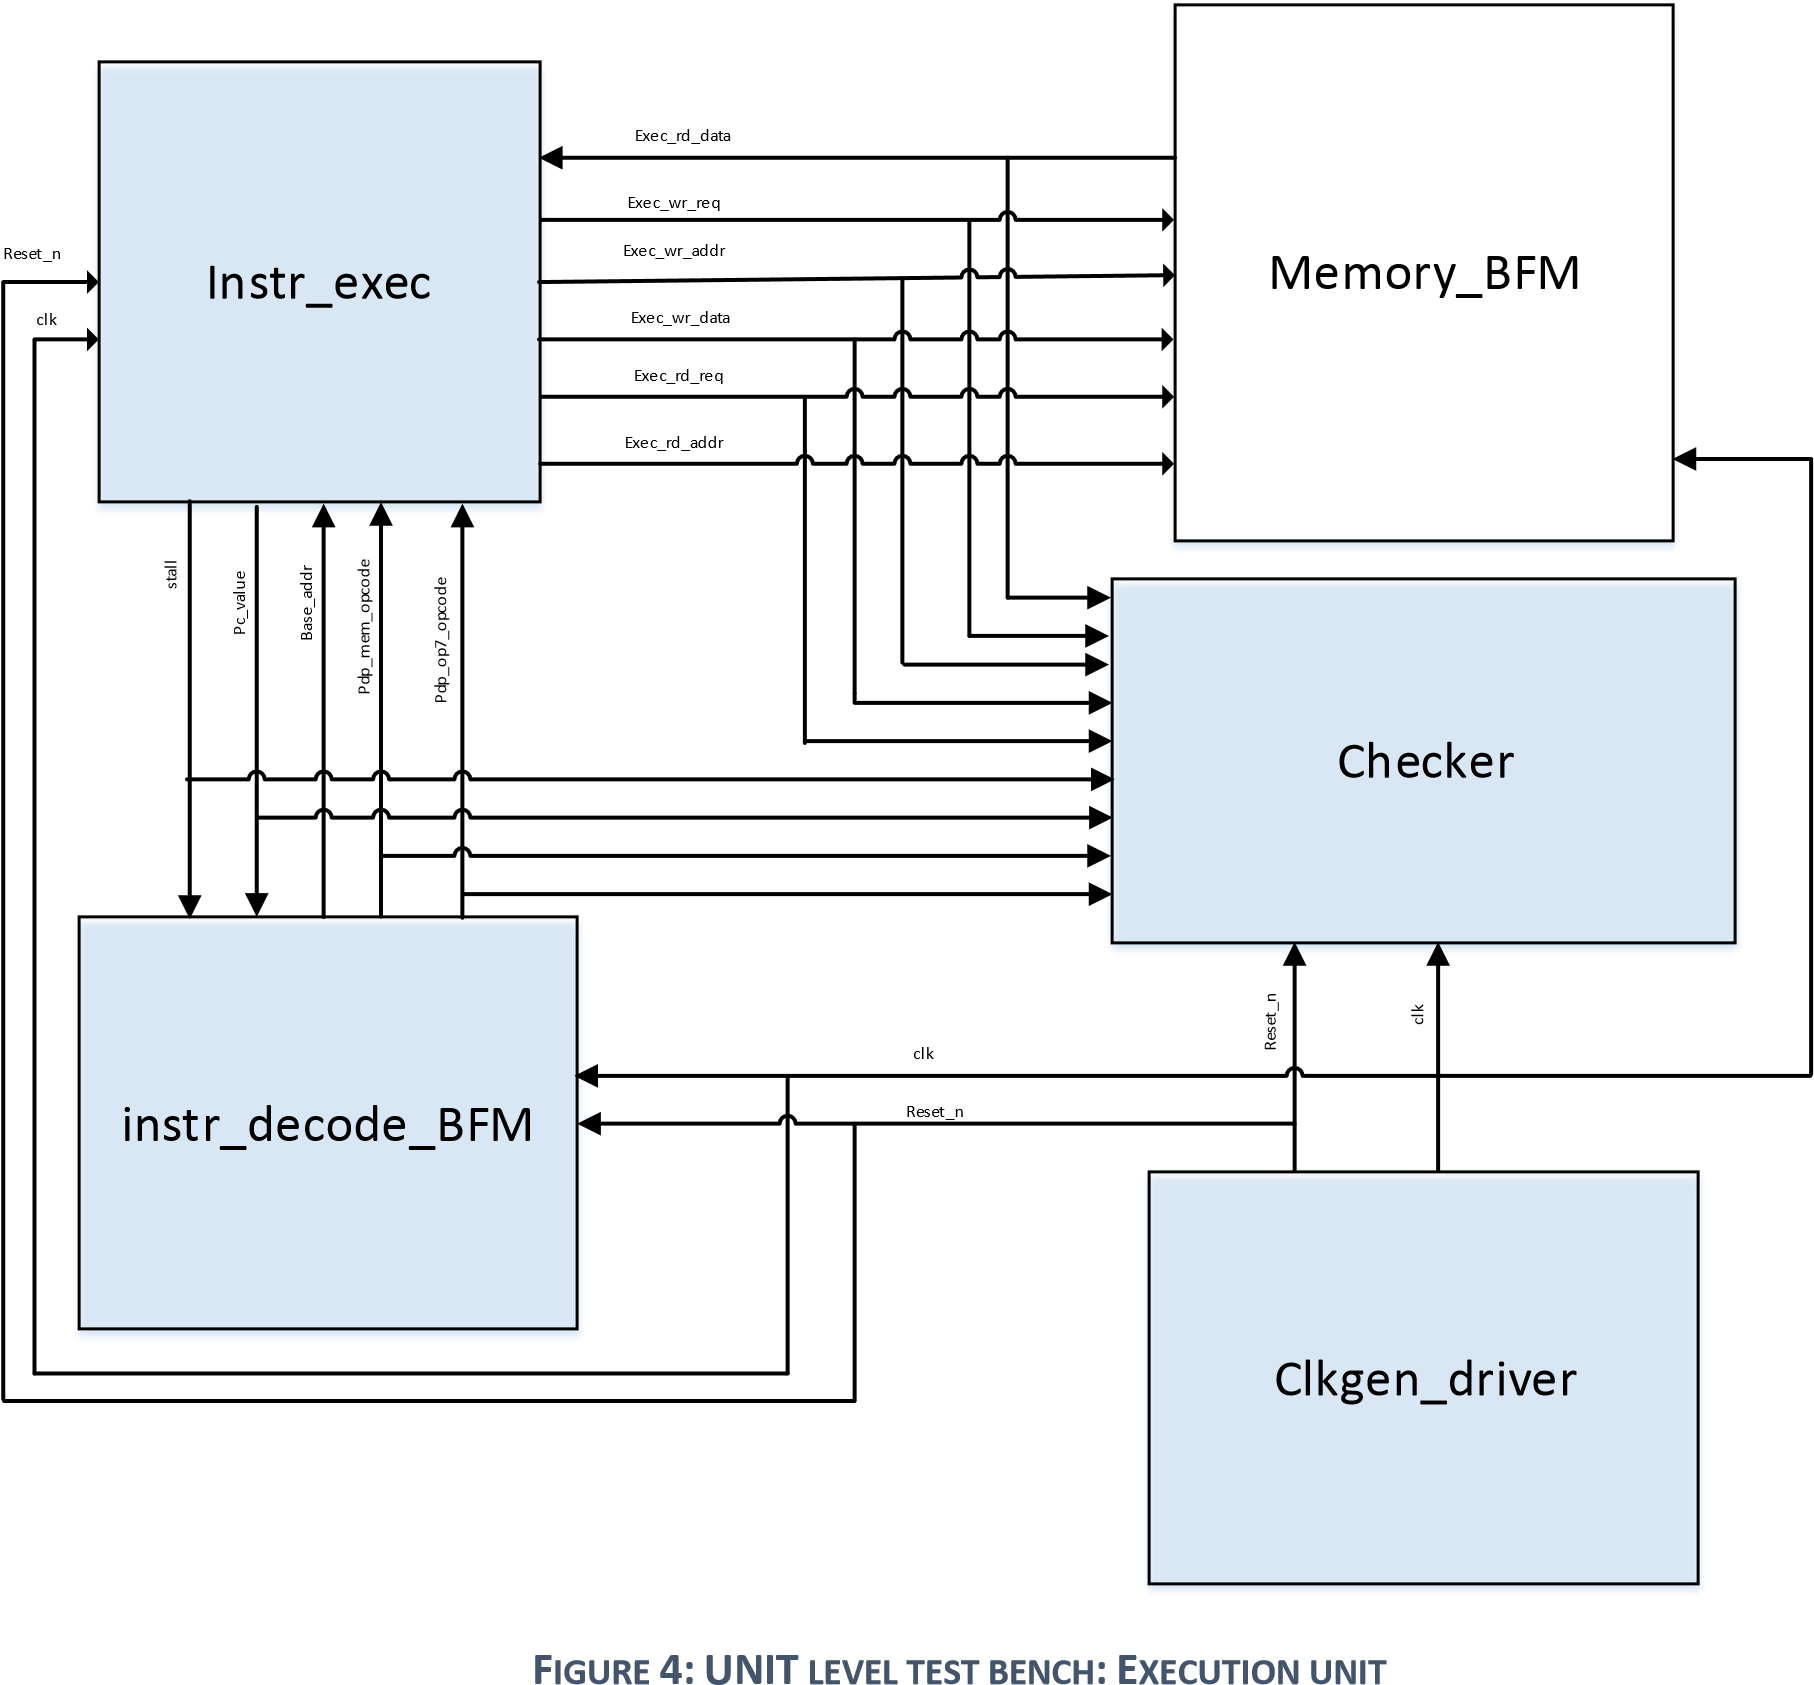 Exec_rd_data
Exec_wr_req
Reset_n
Exec_wr_addr
Instr_exec
Memory_BFM
clk
Exec_wr_data
Exec_rd_req
Exec_rd_addr
stall
Pc_value
Base_addr
Pdp_mem_opcode
Pdp_op7_opcode
Checker
Reset_n
clk
clk
Reset_n
instr_decode_BFM
Clkgen_driver
FIGURE 4: UNIT LEVEL TEST BENCH: EXECUTION UNIT